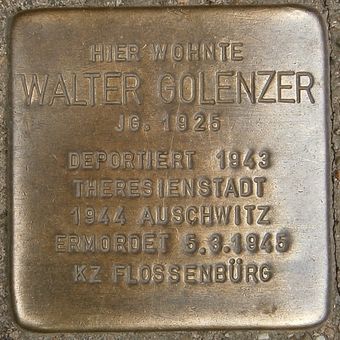 HIER WOHNTE
WALTER GOLENZER
JG. 1925
DEPORTIERT 1943
THERESIENSTADT
1944 AUSCHWITZ
ERMORDET 5.3.1945
KZ FLOSSENBÜRG